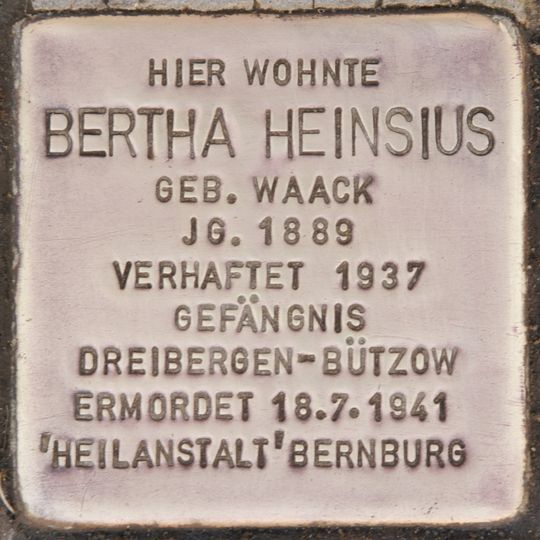 HIER WOHNTE
BERTHA HEINSIUS
GEB. WAACK
JG. 1889
VERHAFTET 1937
GEFÄNGNIS
DREIBERGEN-BÜTZOW
ERMORDET 18.7.1941
'HEILANSTALT' BERNBURG